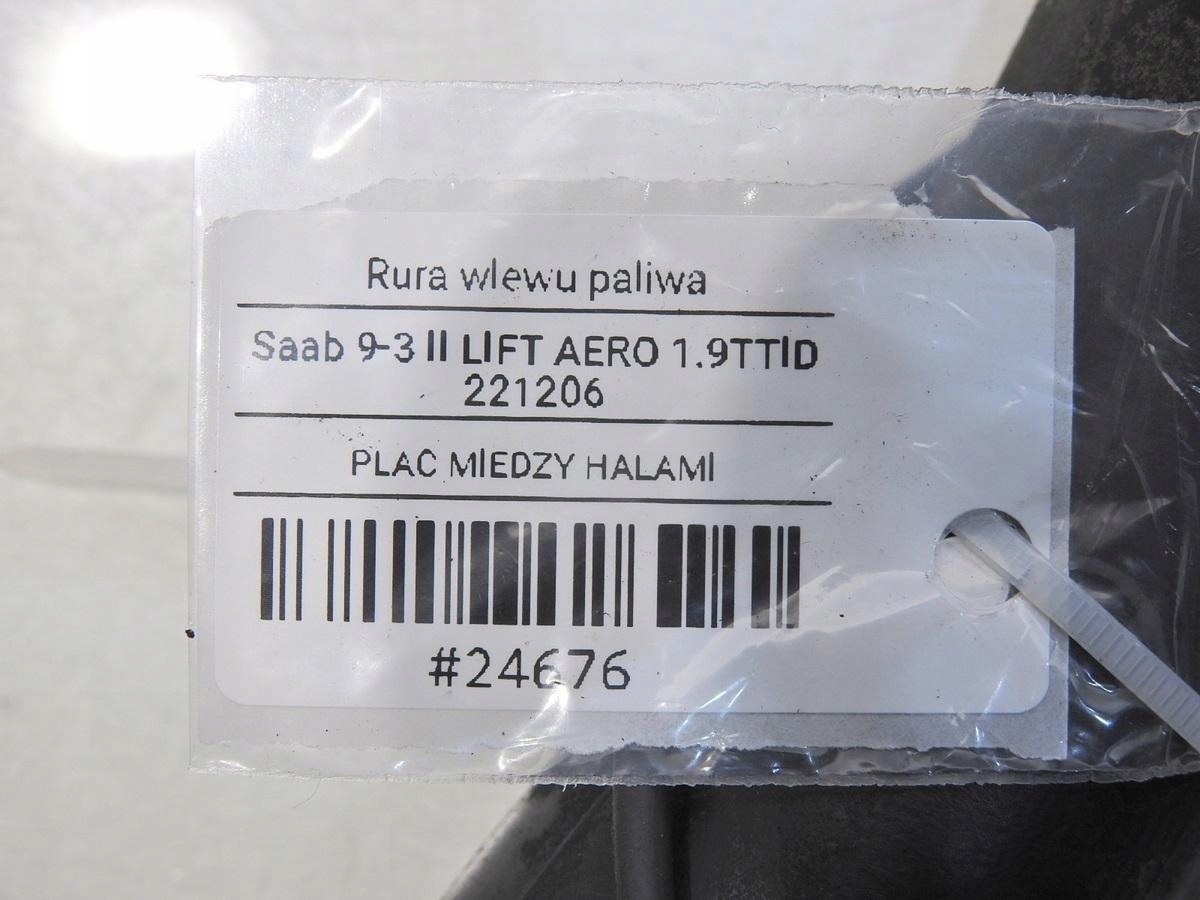 Rura wlewu paliwa
Saab 9-3 II LIFT AERO 1.9TTID
221206
PLAC MIEDZY HALAMI
#24676